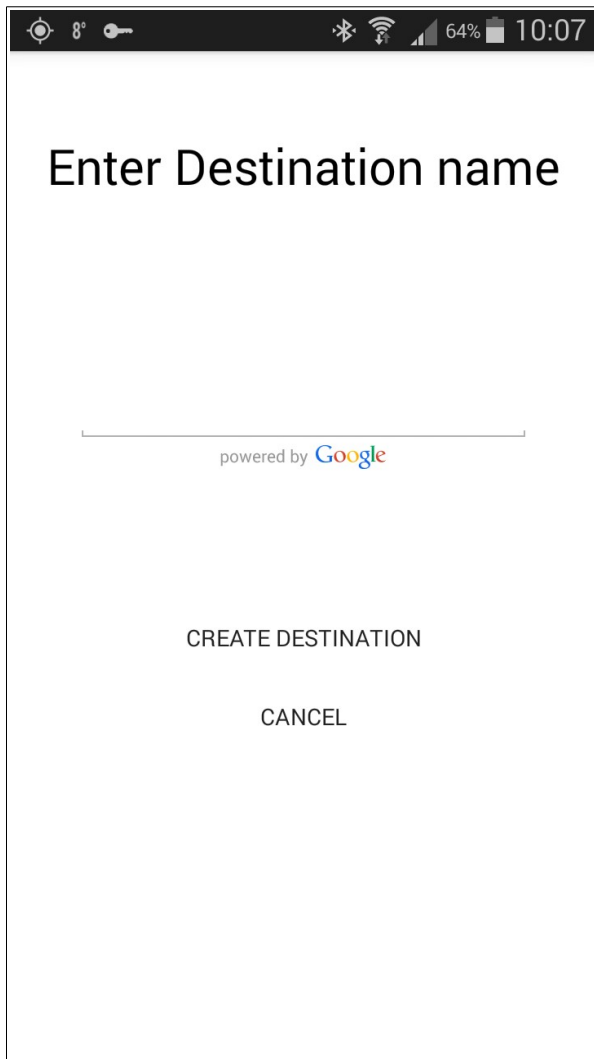 8° 64% 10:07
Enter Destination name
powered by Google
CREATE DESTINATION
CANCEL